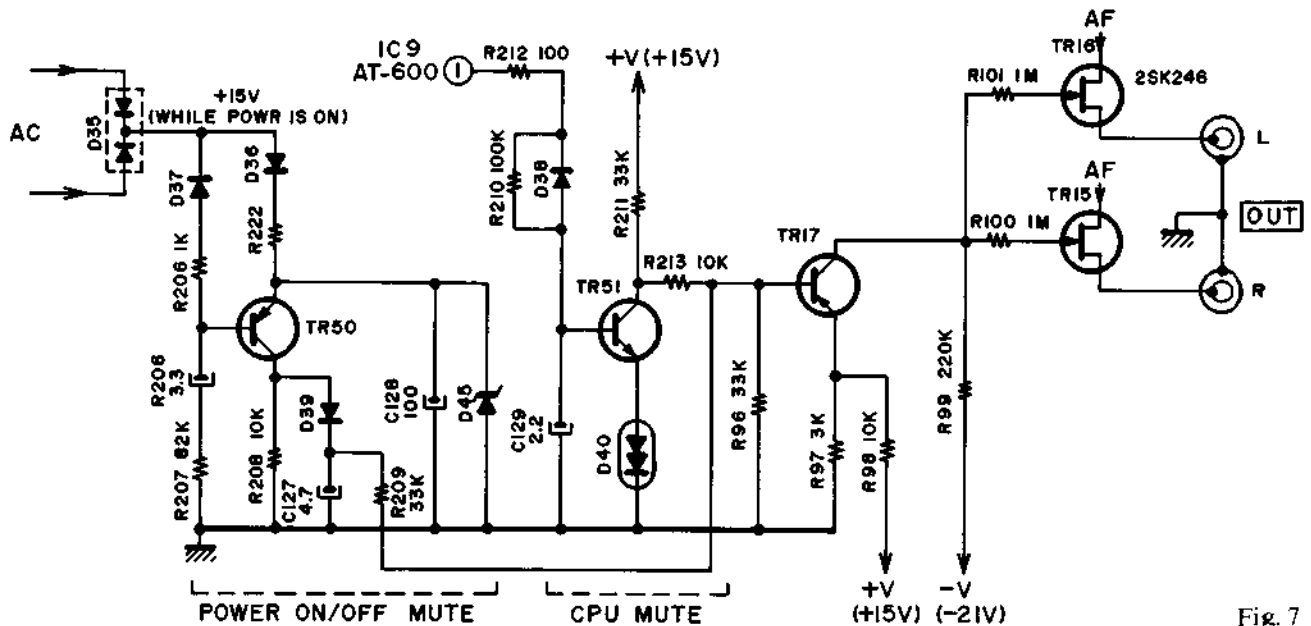 AC
D35
+15V
(WHILE POWR IS ON)
D37
D36
R206 1K
R222
TR50
R206
3.3
R207 82K
R208 10K
D39
C127
4.7
R209
33K
C128
100
D45
POWER ON/OFF MUTE
IC9
AT-600
1
R212 100
R210 100K
D38
C129
2.2
TR51
D40
+V(+15V)
R211 33K
R213 10K
CPU MUTE
R96 33K
TR17
R97 3K
R98 10K
+V
(+15V)
R99 220K
-V
(-21V)
R101 1M
AF
TR16
2SK246
R100 1M
AF
TR15
L
OUT
R
Fig. 7